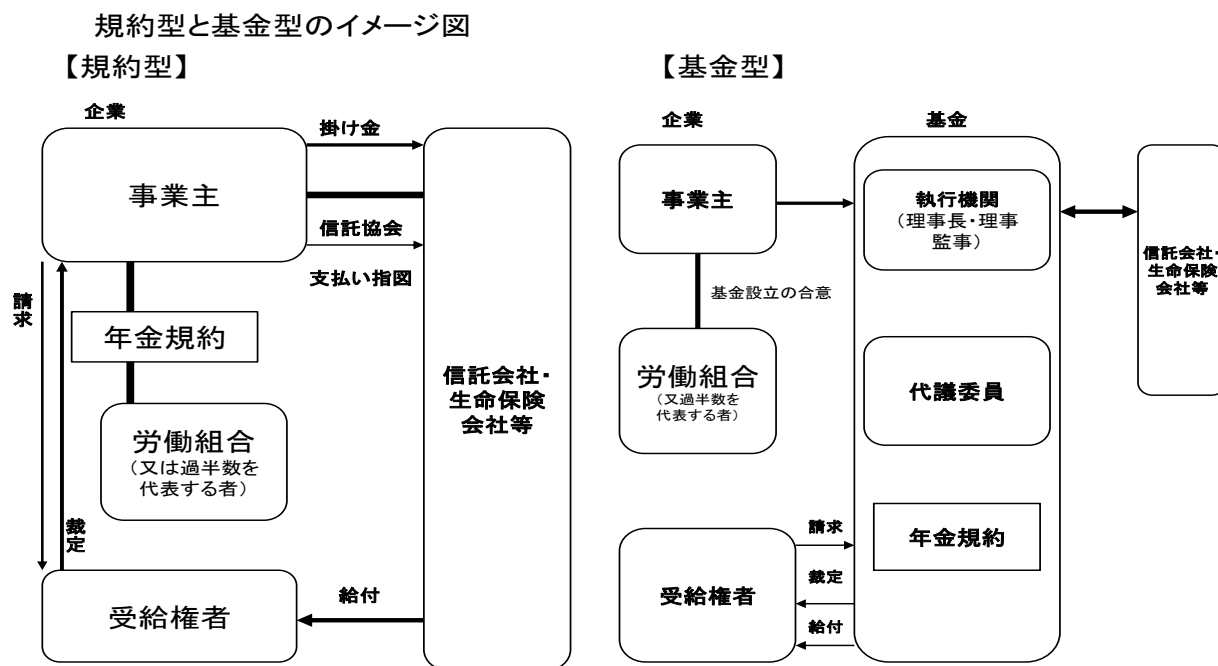 規約型と基金型のイメージ図
【規約型】
企業
事業主
掛け金
信託協会
支払い指図
請求
年金規約
労働組合
（又は過半数を
代表する者）
裁定
信託会社・
生命保険
会社等
受給権者
給付
【基金型】
企業
基金
事業主
執行機関
（理事長・理事
監事）
信託会社・
生命保険
会社等
基金設立の合意
労働組合
（又過半数を
代表する者）
代議委員
年金規約
受給権者
請求
裁定
給付